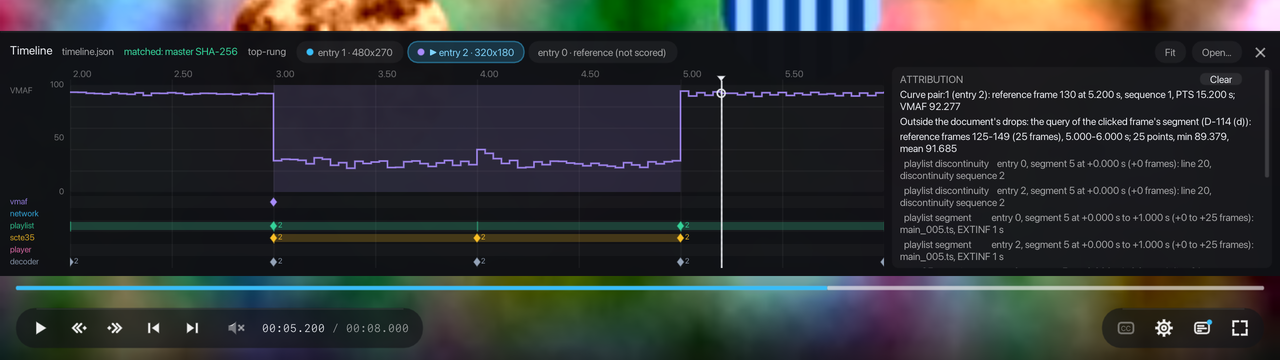 Timeline timeline.json matched: master SHA-256 top-rung entry 1 · 480x270 ▶ entry 2 · 320x180 entry 0 · reference (not scored) Fit Open...
2.00 2.50 3.00 3.50 4.00 4.50 5.00 5.50
VMAF 100
50
0
vmaf
network
playlist 2 2
scte35 2 2 2
player
decoder 2 2 2 2
ATTRIBUTION Clear
Curve pair:1 (entry 2): reference frame 130 at 5.200 s, sequence 1, PTS 15.200 s;
VMAF 92.277
Outside the document's drops: the query of the clicked frame's segment (D-114 (d)):
reference frames 125-149 (25 frames), 5.000-6.000 s; 25 points, min 89.379,
mean 91.685
playlist discontinuity entry 0, segment 5 at +0.000 s (+0 frames): line 20,
discontinuity sequence 2
playlist discontinuity entry 2, segment 5 at +0.000 s (+0 frames): line 20,
discontinuity sequence 2
playlist segment entry 0, segment 5 at +0.000 s to +1.000 s (+0 to +25 frames):
main_005.ts, EXTINF 1 s
playlist segment entry 2, segment 5 at +0.000 s to +1.000 s (+0 to +25 frames):
main_005.ts, EXTINF 1 s
00:05.200 / 00:08.000
CC